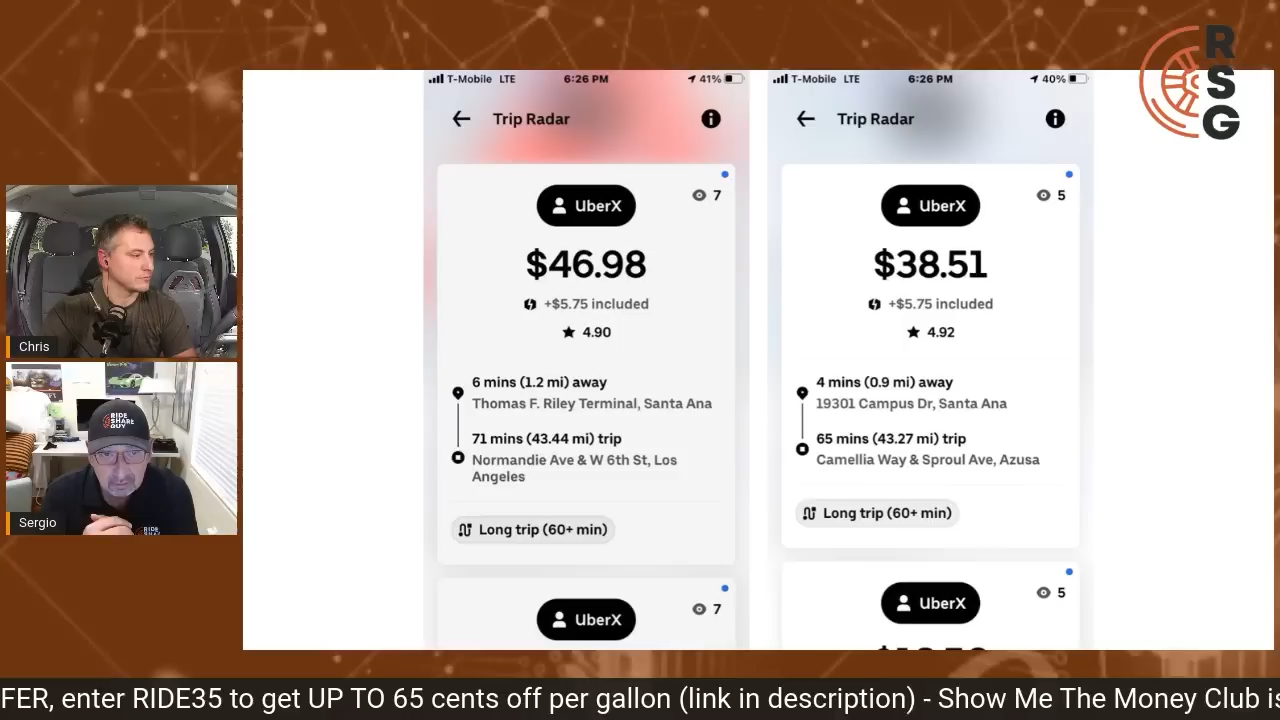 RSG
T-Mobile LTE 6:26 PM 41%
Trip Radar
7
UberX
$46.98
+$5.75 included
4.90
6 mins (1.2 mi) away
Thomas F. Riley Terminal, Santa Ana
71 mins (43.44 mi) trip
Normandie Ave & W 6th St, Los
Angeles
Long trip (60+ min)
7
UberX
T-Mobile LTE 6:26 PM 40%
Trip Radar
5
UberX
$38.51
+$5.75 included
4.92
4 mins (0.9 mi) away
19301 Campus Dr, Santa Ana
65 mins (43.27 mi) trip
Camellia Way & Sproul Ave, Azusa
Long trip (60+ min)
5
UberX
Chris
RIDE
SHARE
GUY
RIDE
Sergio
FER, enter RIDE35 to get UP TO 65 cents off per gallon (link in description) - Show Me The Money Club is